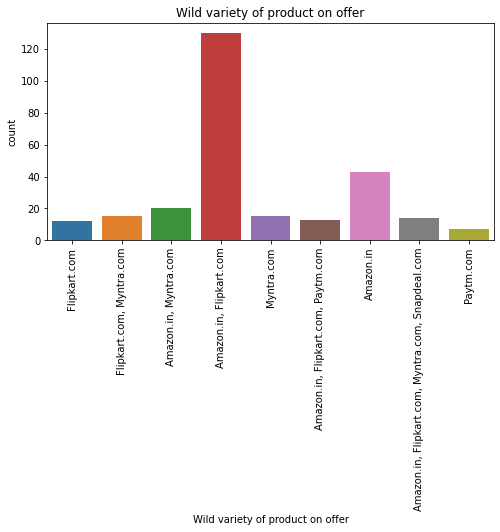 Wild variety of product on offer
count
120
100
80
60
40
20
0
Flipkart.com
Flipkart.com, Myntra.com
Amazon.in, Myntra.com
Amazon.in, Flipkart.com
Myntra.com
Amazon.in, Flipkart.com, Paytm.com
Amazon.in
Amazon.in, Flipkart.com, Myntra.com, Snapdeal.com
Paytm.com
Wild variety of product on offer